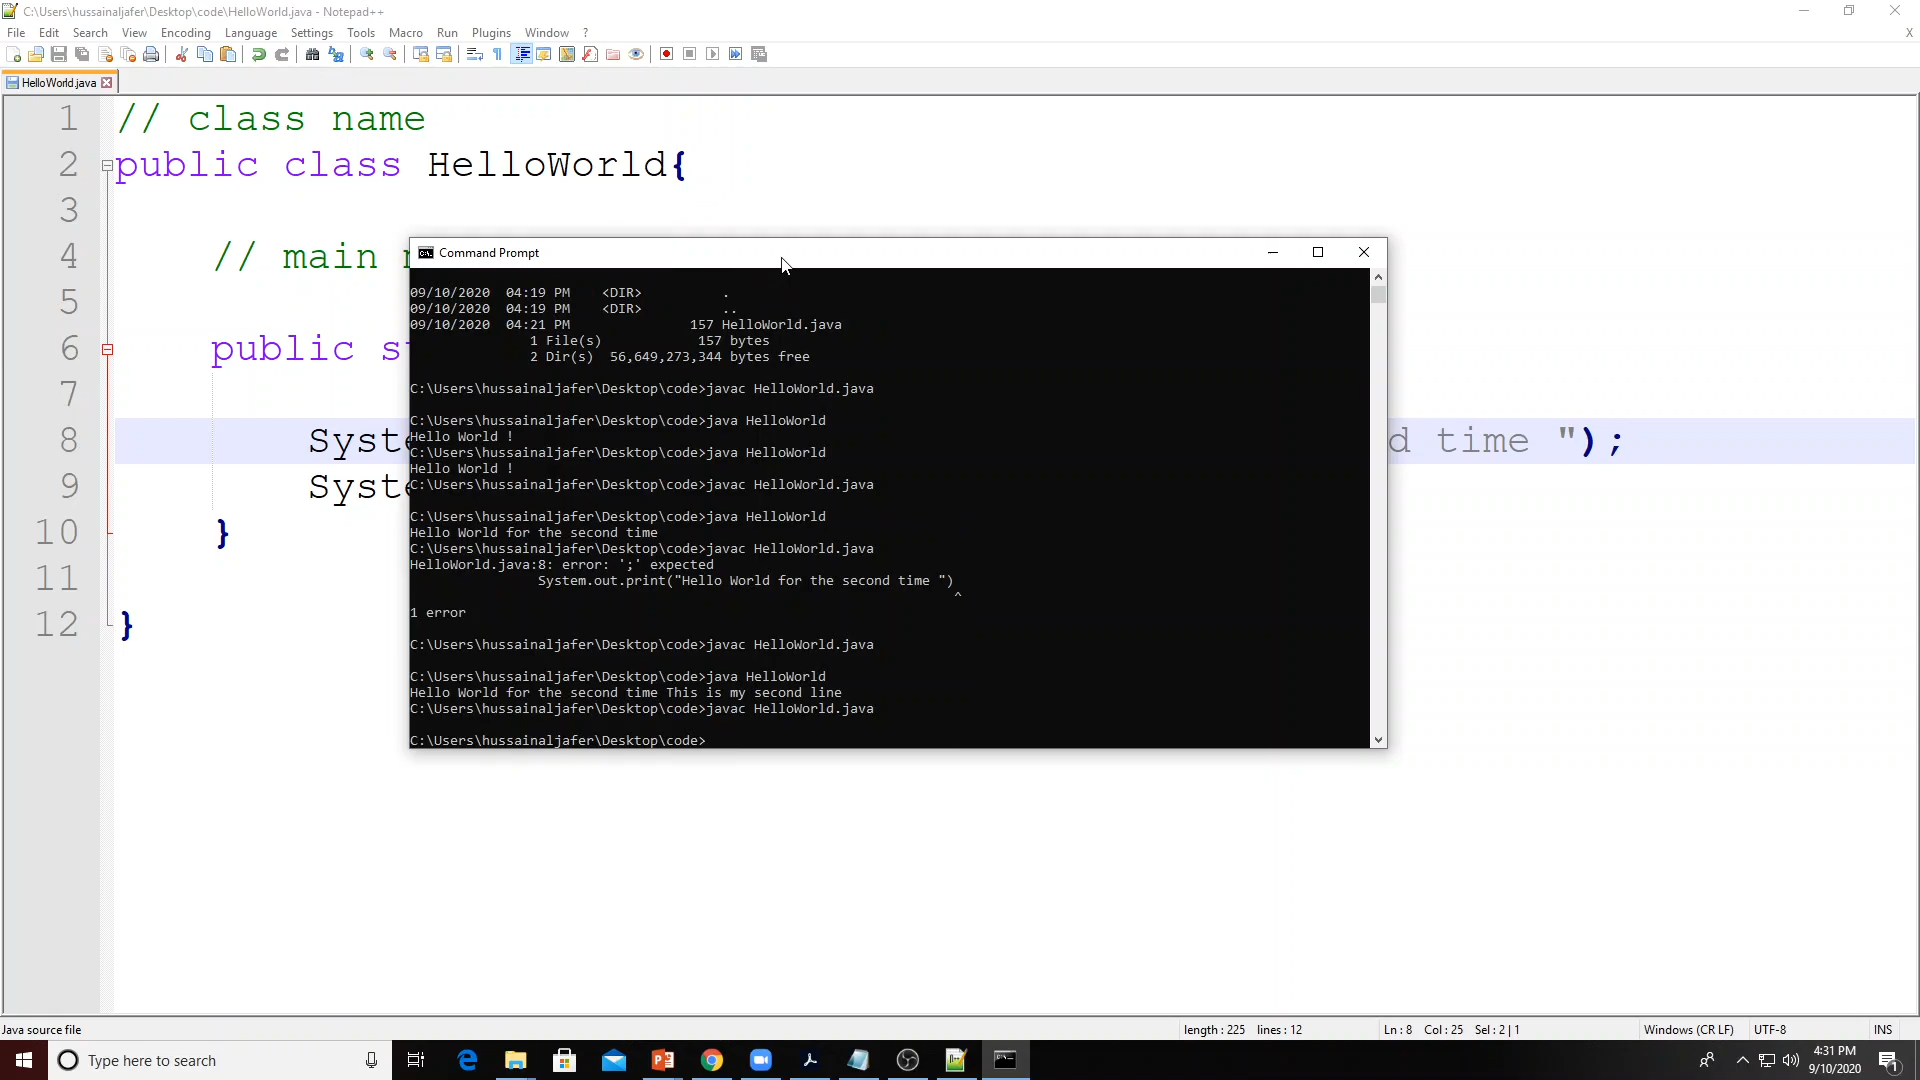 C:\Users\hussainaljafer\Desktop\code\HelloWorld.java - Notepad++
File Edit Search View Encoding Language Settings Tools Macro Run Plugins Window ? X
HelloWorld.java
1 // class name
2 public class HelloWorld{
3
4 // main
5
6 public s
7
8 Syste d time ");
9 Syste
10 }
11
12 }
Command Prompt
09/10/2020 04:19 PM <DIR> .
09/10/2020 04:19 PM <DIR> ..
09/10/2020 04:21 PM 157 HelloWorld.java
1 File(s) 157 bytes
2 Dir(s) 56,649,273,344 bytes free
C:\Users\hussainaljafer\Desktop\code>javac HelloWorld.java
C:\Users\hussainaljafer\Desktop\code>java HelloWorld
Hello World !
C:\Users\hussainaljafer\Desktop\code>java HelloWorld
Hello World !
C:\Users\hussainaljafer\Desktop\code>javac HelloWorld.java
C:\Users\hussainaljafer\Desktop\code>java HelloWorld
Hello World for the second time
C:\Users\hussainaljafer\Desktop\code>javac HelloWorld.java
HelloWorld.java:8: error: ';' expected
System.out.print("Hello World for the second time ")
^
1 error
C:\Users\hussainaljafer\Desktop\code>javac HelloWorld.java
C:\Users\hussainaljafer\Desktop\code>java HelloWorld
Hello World for the second time This is my second line
C:\Users\hussainaljafer\Desktop\code>javac HelloWorld.java
C:\Users\hussainaljafer\Desktop\code>
Java source file length : 225 lines : 12 Ln : 8 Col : 25 Sel : 2 | 1 Windows (CR LF) UTF-8 INS
Type here to search
4:31 PM
9/10/2020
1